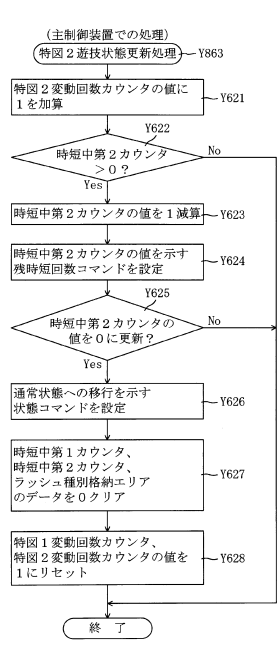 (主制御装置での処理)
特図2遊技状態更新処理
Y863
特図2変動回数カウンタの値に
1を加算
Y621
Y622
時短中第2カウンタ
>0?
No
Yes
時短中第2カウンタの値を1減算
Y623
時短中第2カウンタの値を示す
残時短回数コマンドを設定
Y624
Y625
時短中第2カウンタの
値を0に更新?
No
Yes
通常状態への移行を示す
状態コマンドを設定
Y626
時短中第1カウンタ、
時短中第2カウンタ、
ラッシュ種別格納エリア
のデータを0クリア
Y627
特図1変動回数カウンタ、
特図2変動回数カウンタの値を
1にリセット
Y628
終了